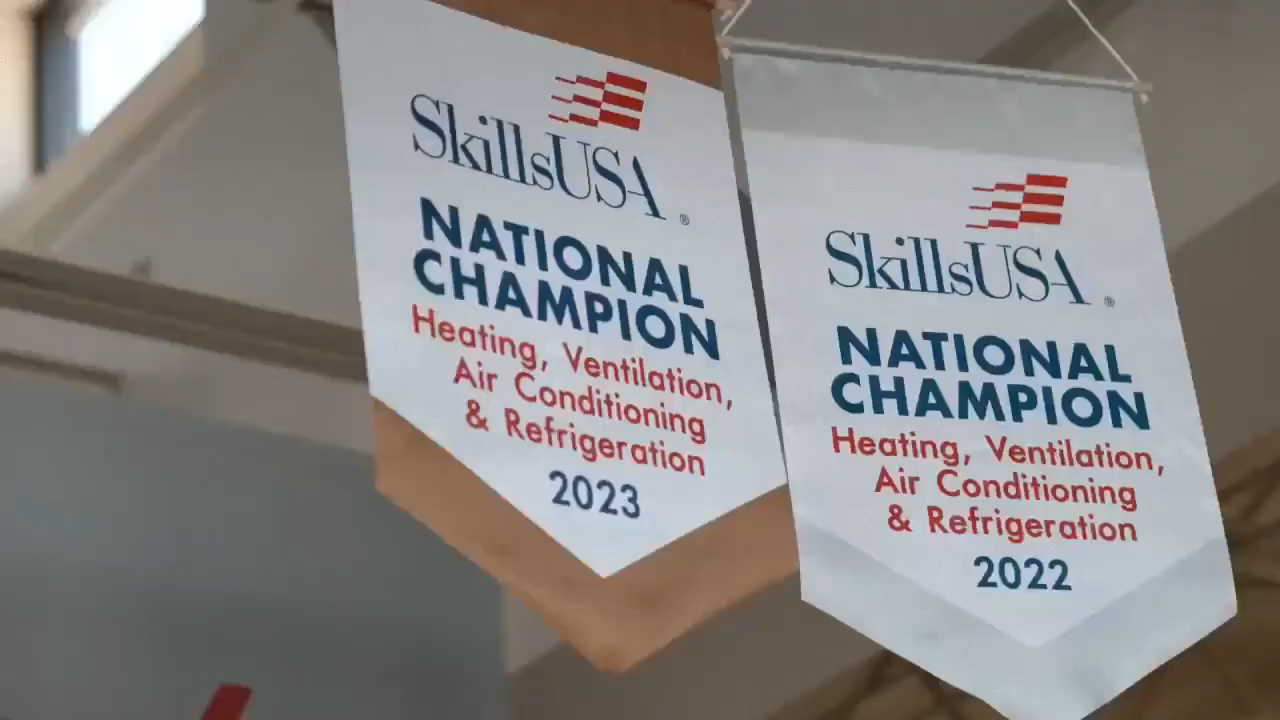 SkillsUSA®
NATIONAL
CHAMPION
Heating, Ventilation,
Air Conditioning
& Refrigeration
2023
SkillsUSA®
NATIONAL
CHAMPION
Heating, Ventilation,
Air Conditioning
& Refrigeration
2022